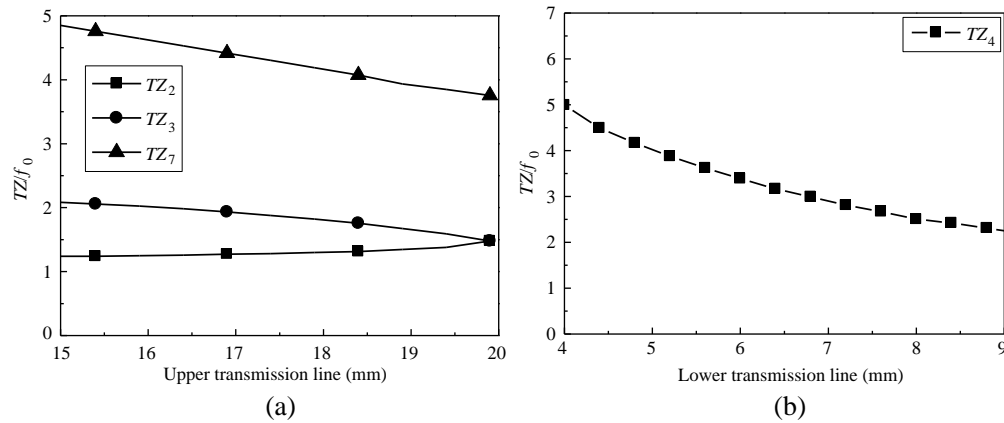 5
4
3
2
1
0
TZ/f0
TZ2
TZ3
TZ7
15 16 17 18 19 20
Upper transmission line (mm)
(a)
7
6
5
4
3
2
1
0
TZ/f0
TZ4
4 5 6 7 8 9
Lower transmission line (mm)
(b)